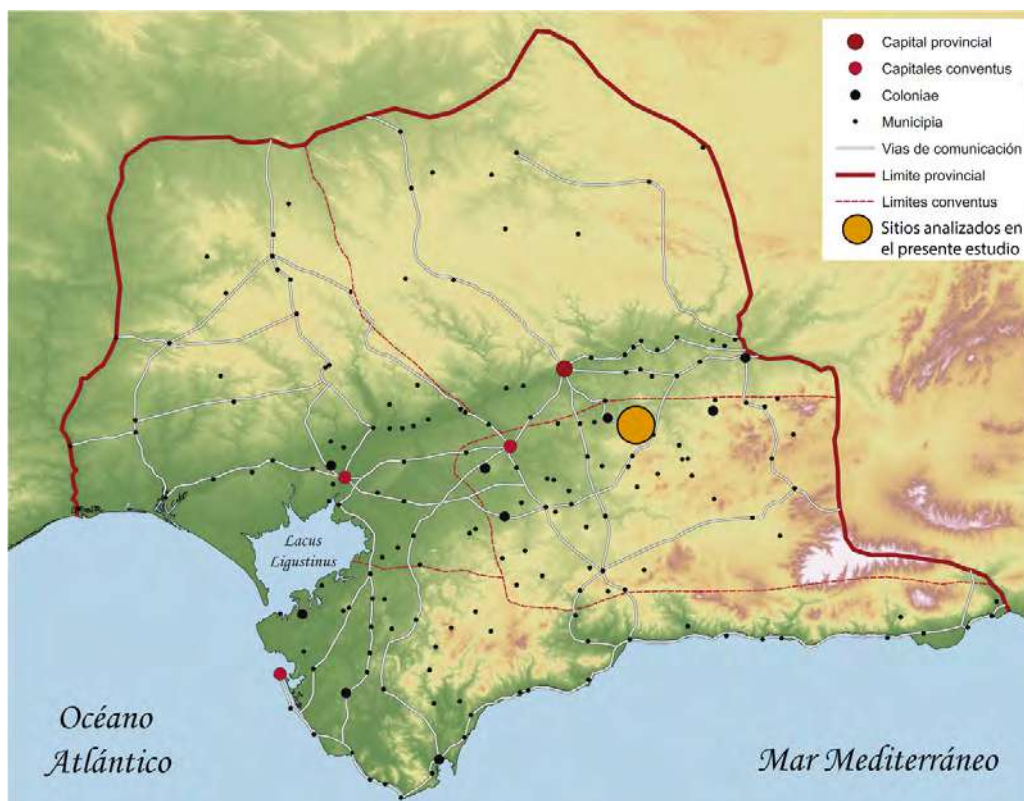 Capital provincial
Capitales conventus
Coloniae
Municipia
Vias de comunicación
Limite provincial
Limites conventus
Sitios analizados en
el presente estudio
Lacus
Ligustinus
Océano
Atlántico
Mar Mediterráneo